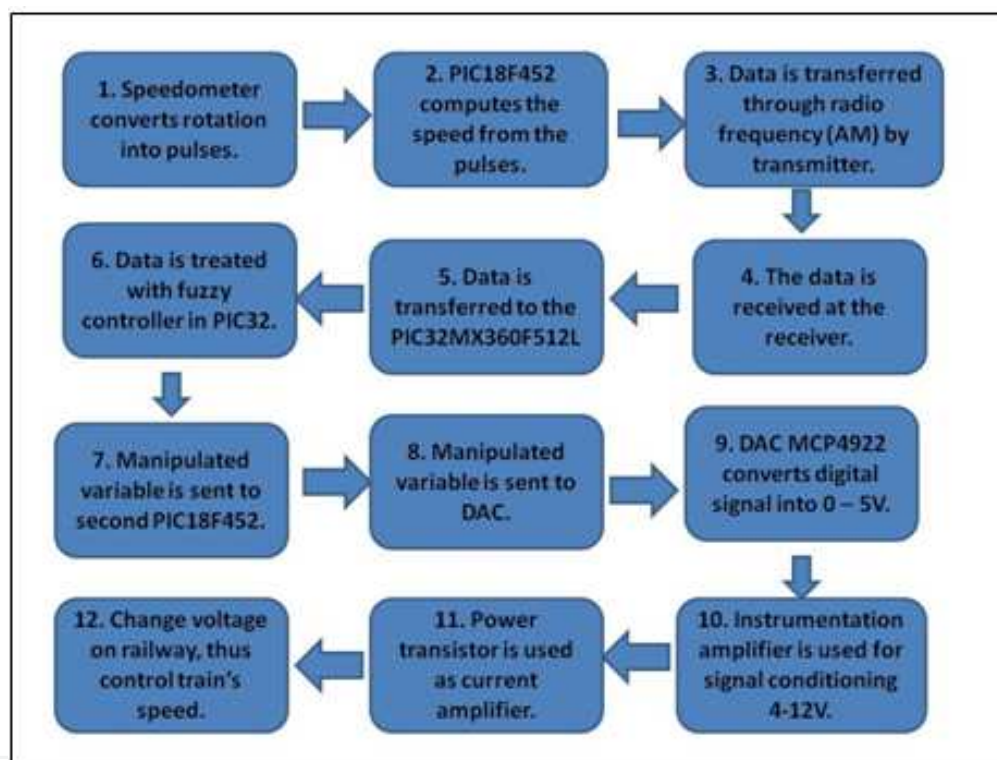 1. Speedometer
converts rotation
into pulses.
2. PIC18F452
computes the
speed from the
pulses.
3. Data is transferred
through radio
frequency (AM) by
transmitter.
4. The data is
received at the
receiver.
5. Data is
transferred to the
PIC32MX360F512L
6. Data is treated
with fuzzy
controller in PIC32.
7. Manipulated
variable is sent to
second PIC18F452.
8. Manipulated
variable is sent to
DAC.
9. DAC MCP4922
converts digital
signal into 0 – 5V.
10. Instrumentation
amplifier is used for
signal conditioning
4-12V.
11. Power
transistor is used
as current
amplifier.
12. Change voltage
on railway, thus
control train's
speed.